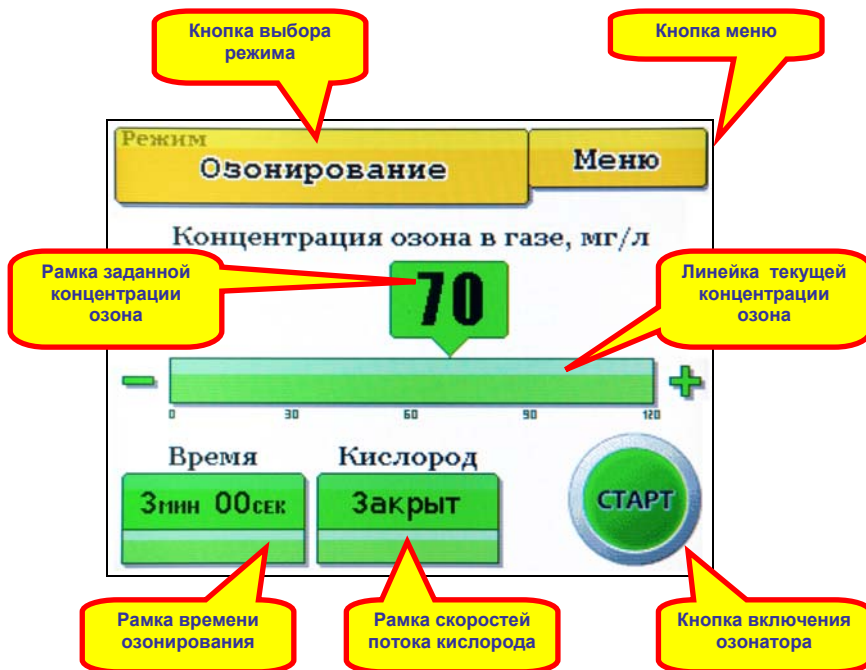 Кнопка выбора
режима
Кнопка меню
Режим
Озонирование
Меню
Концентрация озона в газе, мг/л
Рамка заданной
концентрации
озона
70
Линейка текущей
концентрации
озона
0 30 60 90 120
Время
Кислород
3мин 00сек
Закрыт
СТАРТ
Рамка времени
озонирования
Рамка скоростей
потока кислорода
Кнопка включения
озонатора